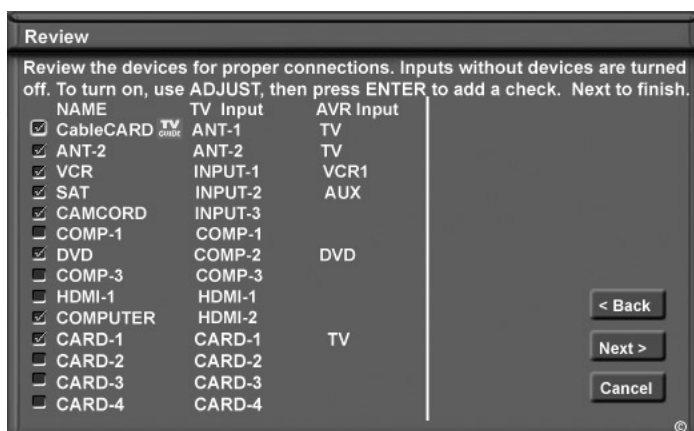 Review
Review the devices for proper connections. Inputs without devices are turned
off. To turn on, use ADJUST, then press ENTER to add a check. Next to finish.
NAME TV Input AVR Input
CableCARD TV GUIDE ANT-1 TV
ANT-2 ANT-2 TV
VCR INPUT-1 VCR1
SAT INPUT-2 AUX
CAMCORD INPUT-3
COMP-1 COMP-1
DVD COMP-2 DVD
COMP-3 COMP-3
HDMI-1 HDMI-1
COMPUTER HDMI-2
CARD-1 CARD-1 TV
CARD-2 CARD-2
CARD-3 CARD-3
CARD-4 CARD-4
< Back
Next >
Cancel
©